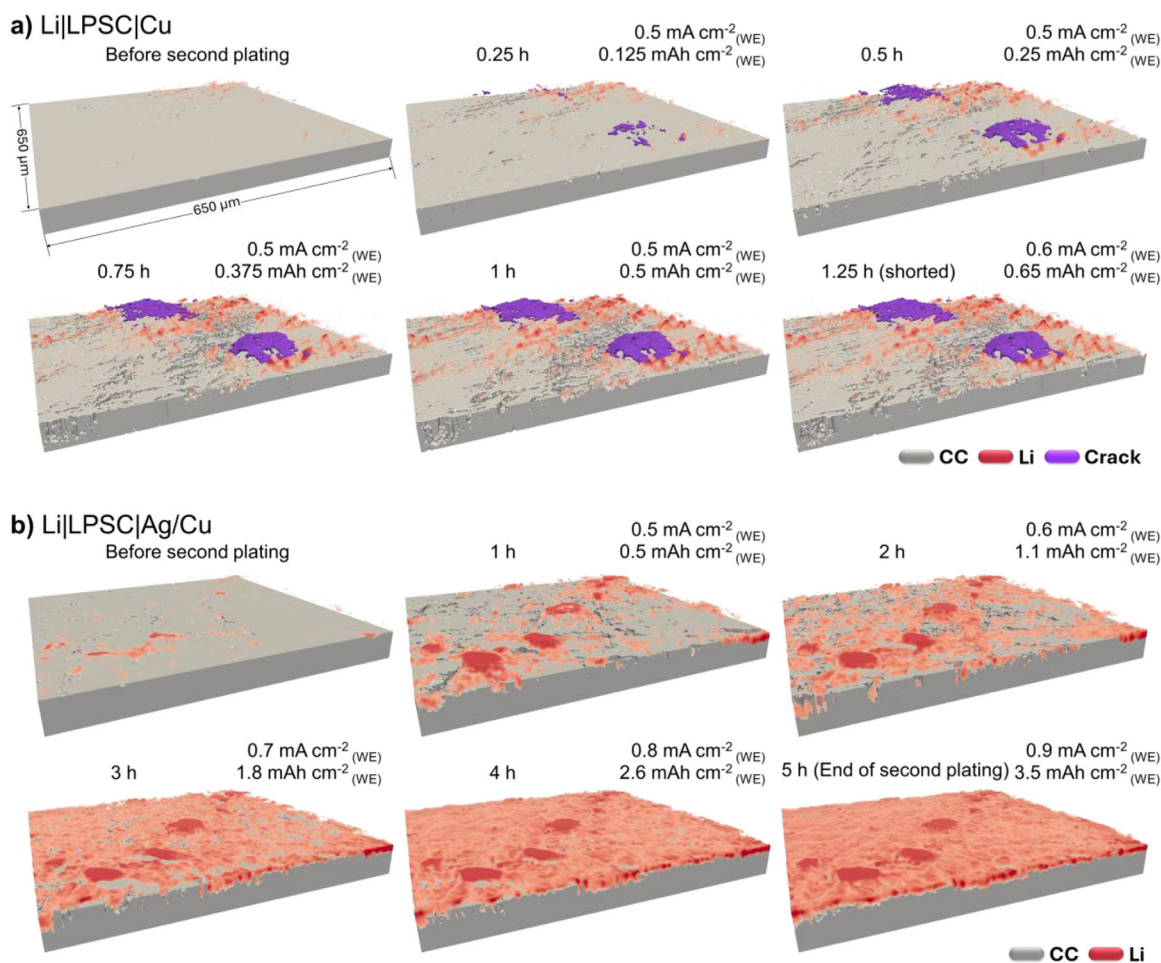 a) Li|LPSC|Cu
Before second plating
650 µm
650 µm
0.25 h
0.5 mA cm-2 (WE)
0.125 mAh cm-2 (WE)
0.5 h
0.5 mA cm-2 (WE)
0.25 mAh cm-2 (WE)
0.75 h
0.5 mA cm-2 (WE)
0.375 mAh cm-2 (WE)
1 h
0.5 mA cm-2 (WE)
0.5 mAh cm-2 (WE)
1.25 h (shorted)
0.6 mA cm-2 (WE)
0.65 mAh cm-2 (WE)
CC Li Crack
b) Li|LPSC|Ag/Cu
Before second plating
1 h
0.5 mA cm-2 (WE)
0.5 mAh cm-2 (WE)
2 h
0.6 mA cm-2 (WE)
1.1 mAh cm-2 (WE)
3 h
0.7 mA cm-2 (WE)
1.8 mAh cm-2 (WE)
4 h
0.8 mA cm-2 (WE)
2.6 mAh cm-2 (WE)
5 h (End of second plating)
0.9 mA cm-2 (WE)
3.5 mAh cm-2 (WE)
CC Li